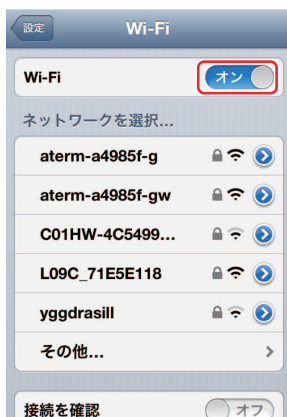 設定
Wi-Fi
Wi-Fi
オン
ネットワークを選択...
aterm-a4985f-g
aterm-a4985f-gw
C01HW-4C5499...
L09C_71E5E118
yggdrasill
その他...
接続を確認
オフ